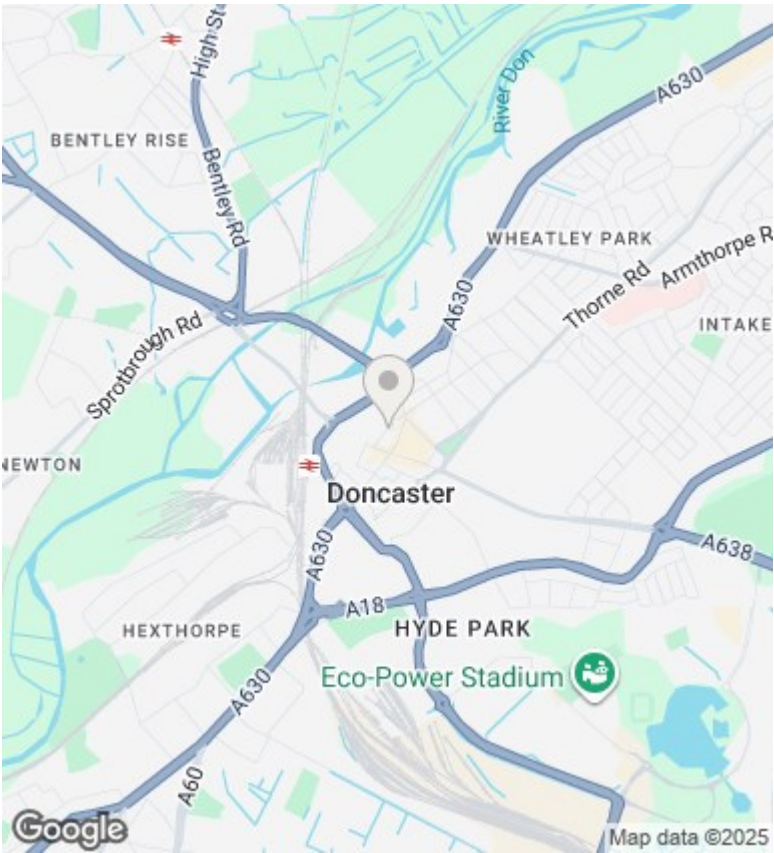 High St
BENTLEY RISE
Bentley Rd
River Don
A630
WHEATLEY PARK
Armthorpe R
Thorne Rd
A630
INTAKE
Sprotbrough Rd
NEWTON
Doncaster
A630
A638
A18
HEXTHORPE
HYDE PARK
Eco-Power Stadium
A630
A60
Google
Map data ©2025